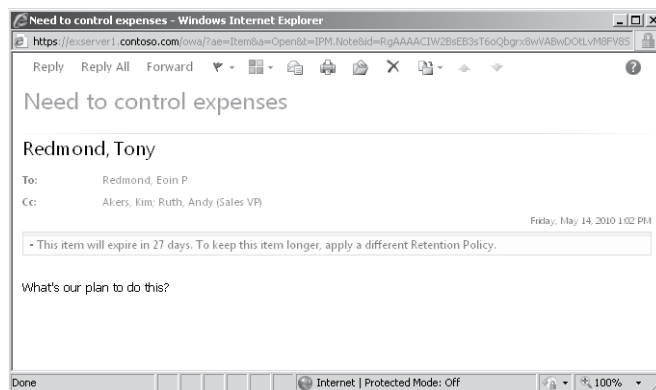 Need to control expenses - Windows Internet Explorer
https://exserver1.contoso.com/owa/?ae=Item&a=Open&t=IPM.Note&id=RgAAAACIW2BsEB3sT6oQbgrx8wVABwDOtLvM8FV8S
Reply Reply All Forward
Need to control expenses
Redmond, Tony
To: Redmond, Eoin P
Cc: Akers, Kim; Ruth, Andy (Sales VP)
Friday, May 14, 2010 1:02 PM
- This item will expire in 27 days. To keep this item longer, apply a different Retention Policy.
What's our plan to do this?
Done Internet | Protected Mode: Off 100%